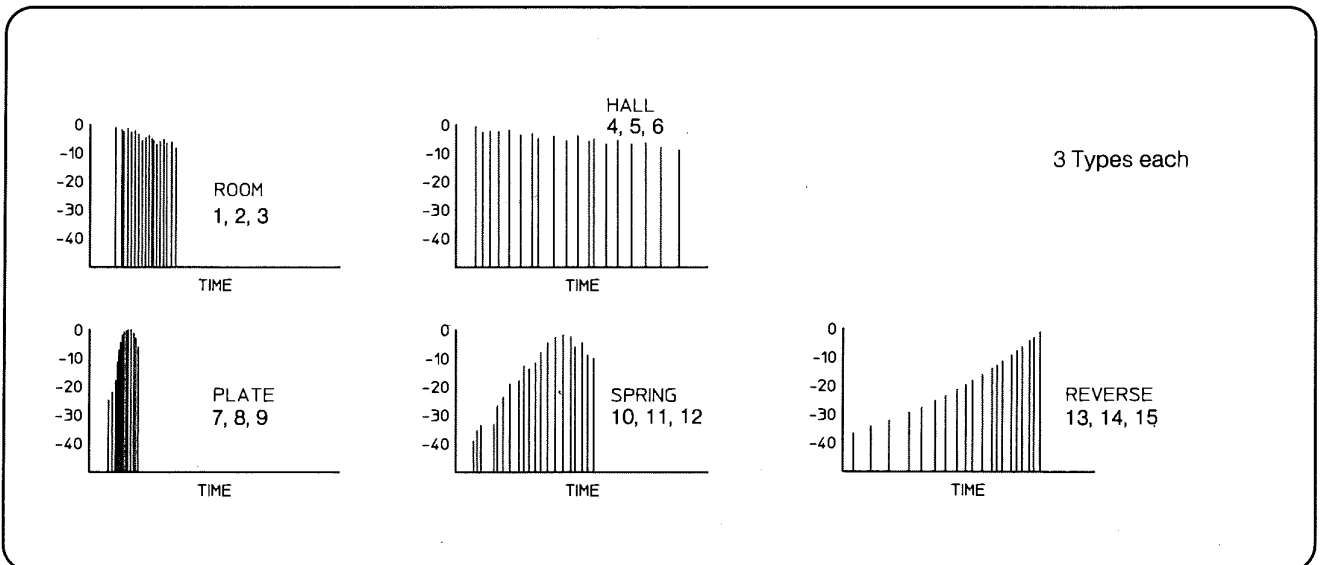 0
-10
-20
-30
-40
ROOM
1, 2, 3
TIME
0
-10
-20
-30
-40
HALL
4, 5, 6
TIME
3 Types each
0
-10
-20
-30
-40
PLATE
7, 8, 9
TIME
0
-10
-20
-30
-40
SPRING
10, 11, 12
TIME
0
-10
-20
-30
-40
REVERSE
13, 14, 15
TIME